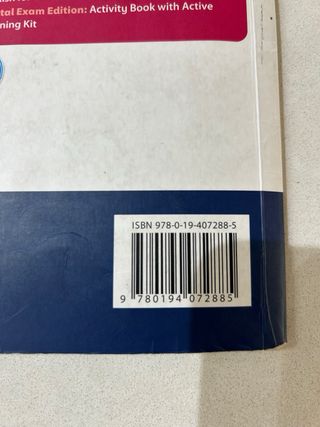 tal Exam Edition: Activity Book with Active
ning Kit
ISBN 978-0-19-407288-5
9 780194 072885